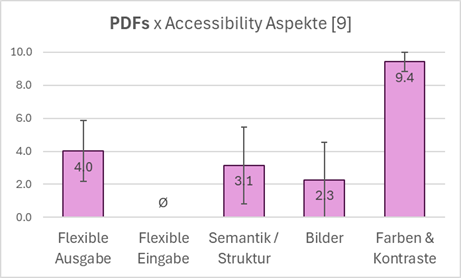 PDFs x Accessibility Aspekte [9]
10.0
8.0
6.0
4.0
2.0
0.0
4.0
Ø
3.1
2.3
9.4
Flexible
Ausgabe
Flexible
Eingabe
Semantik /
Struktur
Bilder
Farben &
Kontraste